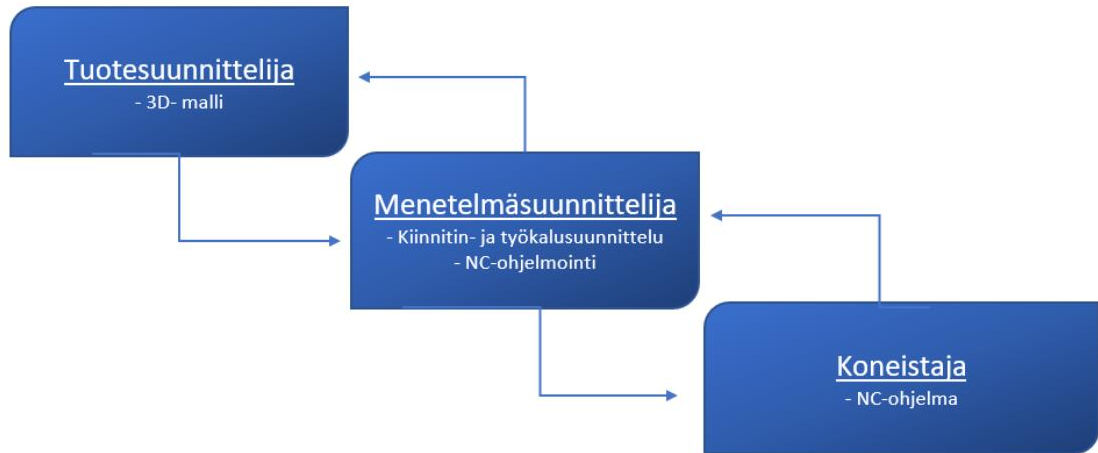 Tuotesuunnittelija
- 3D- malli
Menetelmäsuunnittelija
- Kiinnitin- ja työkalusuunnittelu
- NC-ohjelmointi
Koneistaja
- NC-ohjelma